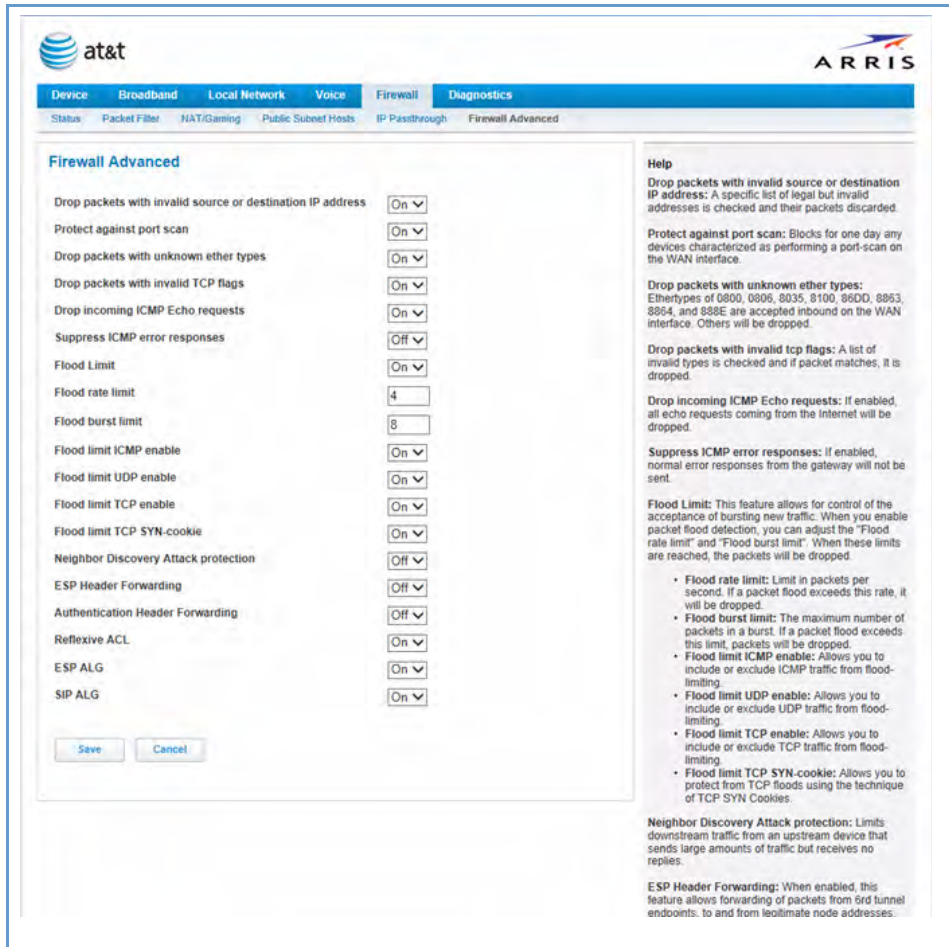 at&t
ARRIS
Device Broadband Local Network Voice Firewall Diagnostics
Status Packet Filter NAT/Gaming Public Subnet Hosts IP Passthrough Firewall Advanced
Firewall Advanced
Drop packets with invalid source or destination IP address On
Protect against port scan On
Drop packets with unknown ether types On
Drop packets with invalid TCP flags On
Drop incoming ICMP Echo requests On
Suppress ICMP error responses Off
Flood Limit On
Flood rate limit 4
Flood burst limit 8
Flood limit ICMP enable On
Flood limit UDP enable On
Flood limit TCP enable On
Flood limit TCP SYN-cookie On
Neighbor Discovery Attack protection Off
ESP Header Forwarding Off
Authentication Header Forwarding Off
Reflexive ACL On
ESP ALG On
SIP ALG On
Save Cancel
Help
Drop packets with invalid source or destination
IP address: A specific list of legal but invalid
addresses is checked and their packets discarded.
Protect against port scan: Blocks for one day any
devices characterized as performing a port-scan on
the WAN interface.
Drop packets with unknown ether types:
Ethertypes of 0800, 0806, 8035, 8100, 86DD, 8863,
8864, and 888E are accepted inbound on the WAN
interface. Others will be dropped.
Drop packets with invalid tcp flags: A list of
invalid types is checked and if packet matches, it is
dropped.
Drop incoming ICMP Echo requests: If enabled,
all echo requests coming from the Internet will be
dropped.
Suppress ICMP error responses: If enabled,
normal error responses from the gateway will not be
sent.
Flood Limit: This feature allows for control of the
acceptance of bursting new traffic. When you enable
packet flood detection, you can adjust the "Flood
rate limit" and "Flood burst limit". When these limits
are reached, the packets will be dropped.
• Flood rate limit: Limit in packets per
second. If a packet flood exceeds this rate, it
will be dropped.
• Flood burst limit: The maximum number of
packets in a burst. If a packet flood exceeds
this limit, packets will be dropped.
• Flood limit ICMP enable: Allows you to
include or exclude ICMP traffic from flood-
limiting.
• Flood limit UDP enable: Allows you to
include or exclude UDP traffic from flood-
limiting.
• Flood limit TCP enable: Allows you to
include or exclude TCP traffic from flood-
limiting.
• Flood limit TCP SYN-cookie: Allows you to
protect from TCP floods using the technique
of TCP SYN Cookies.
Neighbor Discovery Attack protection: Limits
downstream traffic from an upstream device that
sends large amounts of traffic but receives no
replies.
ESP Header Forwarding: When enabled, this
feature allows forwarding of packets from 6rd tunnel
endpoints, to and from legitimate node addresses.